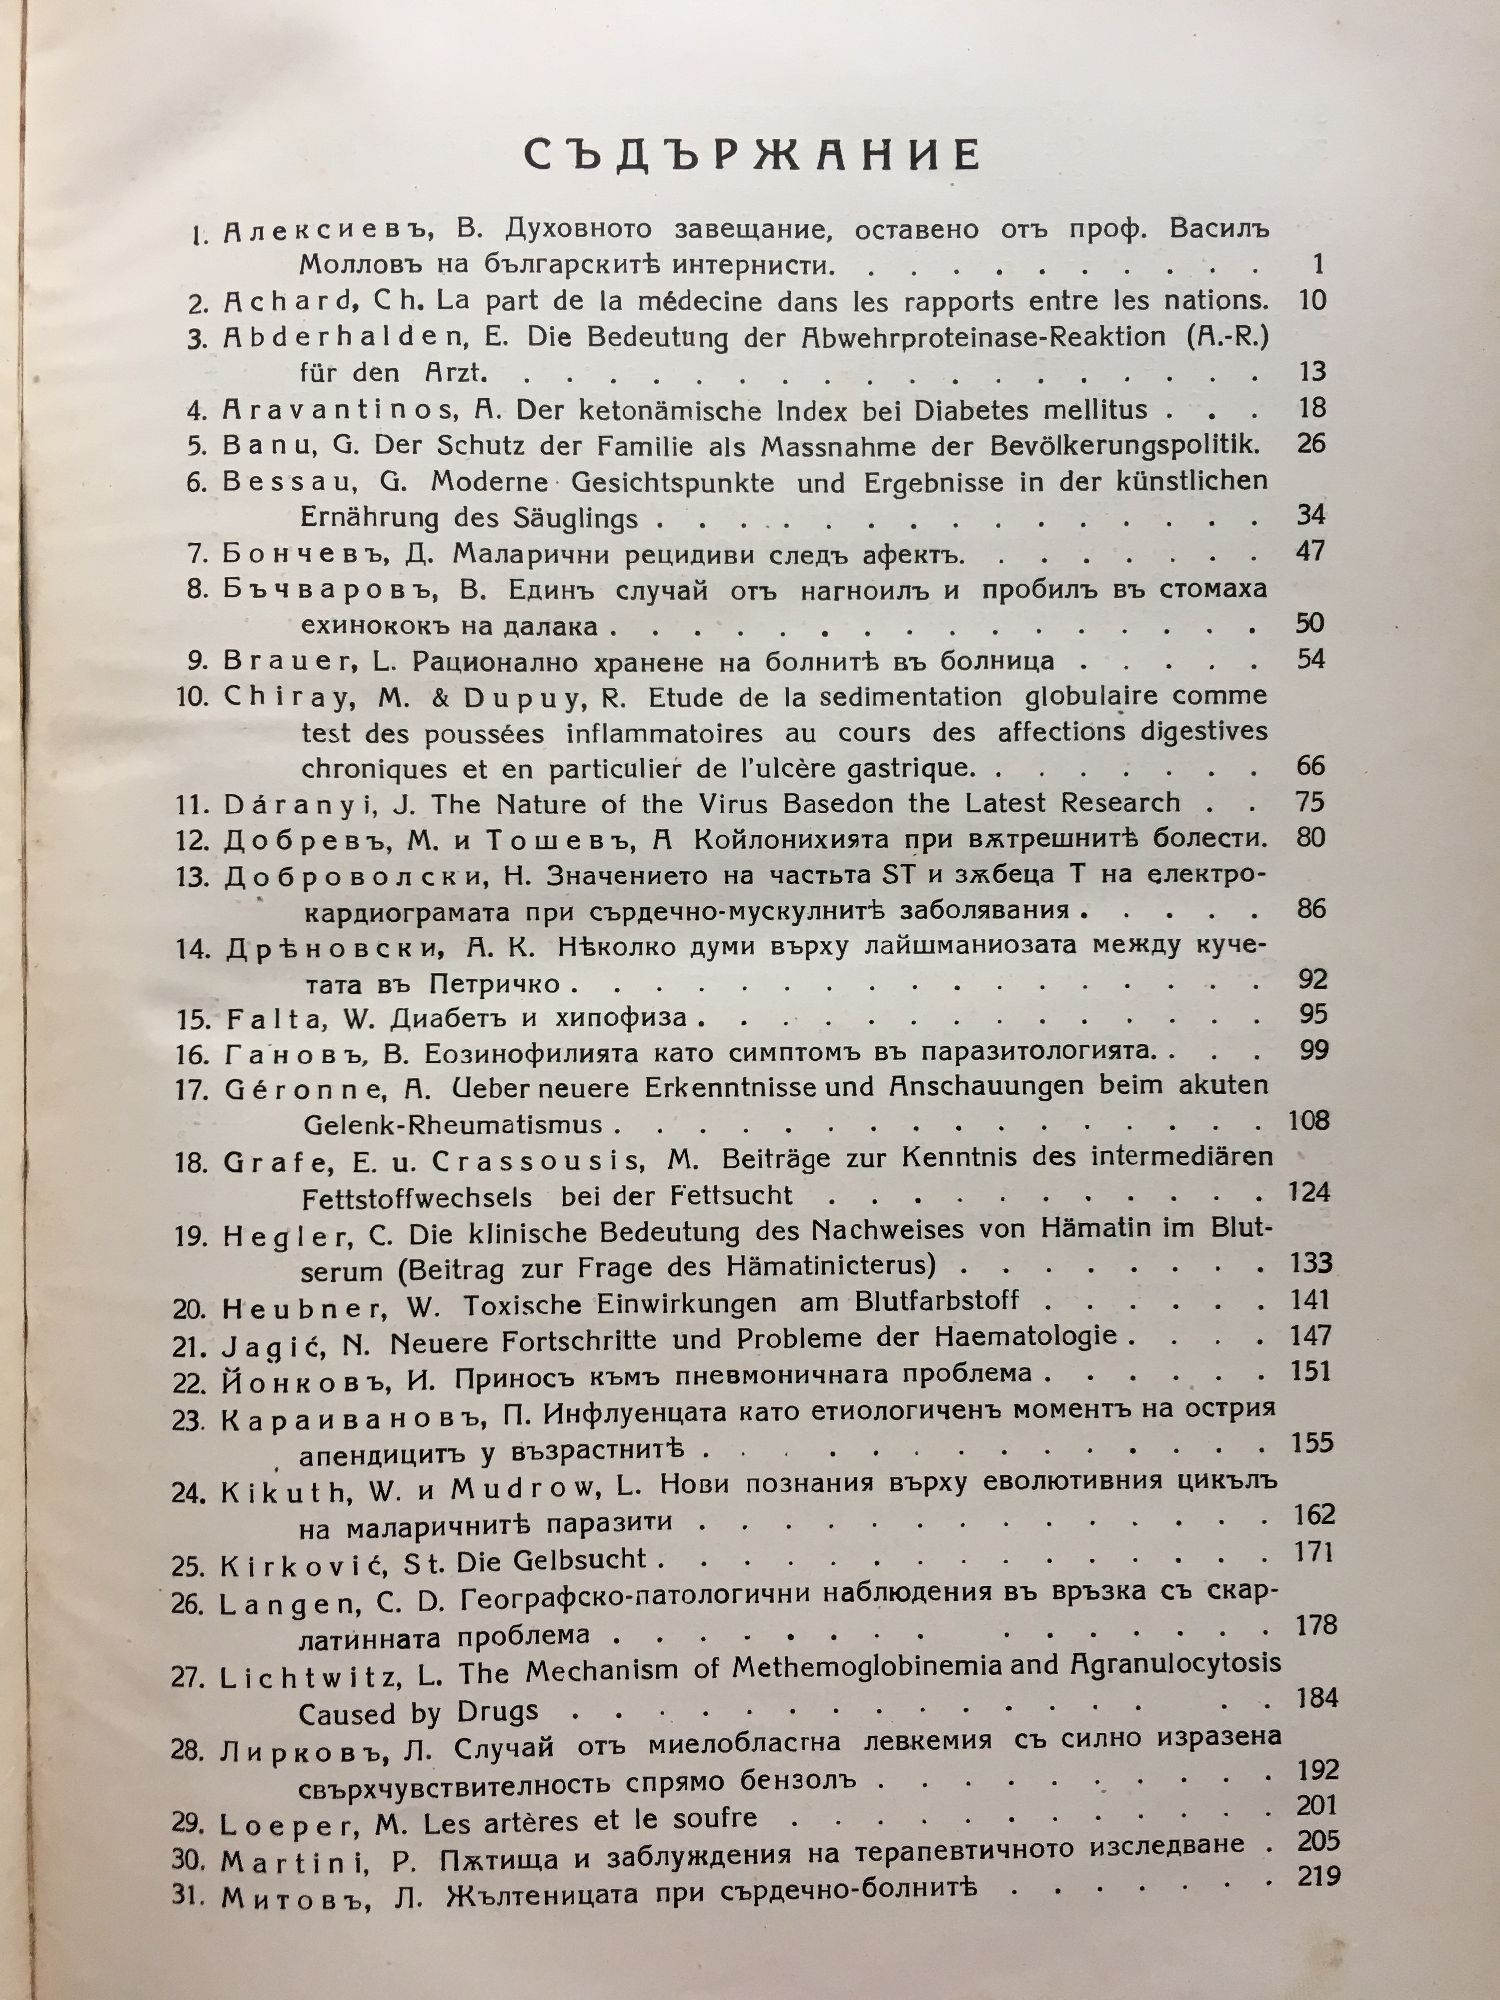 СЪДЪРЖАНИЕ
1. Алексиевъ, В. Духовното завещание, оставено отъ проф. Василъ
Молловъ на българскитѣ интернисти. . . . . . . . . . . 1
2. Achard, Ch. La part de la médecine dans les rapports entre les nations. 10
3. Abderhalden, E. Die Bedeutung der Abwehrproteinase-Reaktion (A.-R.)
für den Arzt. . . . . . . . . . . . . . . . . . . 13
4. Aravantinos, A. Der ketonämische Index bei Diabetes mellitus . . . 18
5. Banu, G. Der Schutz der Familie als Massnahme der Bevölkerungspolitik. 26
6. Bessau, G. Moderne Gesichtspunkte und Ergebnisse in der künstlichen
Ernährung des Säuglings . . . . . . . . . . . . . . . 34
7. Бончевъ, Д. Маларични рецидиви следъ афектъ. . . . . . . . 47
8. Бъчваровъ, В. Единъ случай отъ нагноилъ и пробилъ въ стомаха
ехинококъ на далака . . . . . . . . . . . . . . . . 50
9. Brauer, L. Рационално хранене на болнитѣ въ болница . . . . . 54
10. Chiray, M. & Dupuy, R. Etude de la sedimentation globulaire comme
test des poussées inflammatoires au cours des affections digestives
chroniques et en particulier de l'ulcère gastrique. . . . . . . . 66
11. Dáranyi, J. The Nature of the Virus Basedon the Latest Research . . 75
12. Добревъ, М. и Тошевъ, А Койлонихията при вѫтрешнитѣ болести. 80
13. Доброволски, Н. Значението на частьта ST и зѫбеца Т на електро-
кардиограмата при сърдечно-мускулнитѣ заболявания . . . . . 86
14. Дрѣновски, А. К. Нѣколко думи върху лайшманиозата между куче-
тата въ Петричко . . . . . . . . . . . . . . . . . 92
15. Falta, W. Диабетъ и хипофиза . . . . . . . . . . . . . . 95
16. Гановъ, В. Еозинофилията като симптомъ въ паразитологията. . . . 99
17. Géronne, A. Ueber neuere Erkenntnisse und Anschauungen beim akuten
Gelenk-Rheumatismus . . . . . . . . . . . . . . . . 108
18. Grafe, E. u. Crassousis, M. Beiträge zur Kenntnis des intermediären
Fettstoffwechsels bei der Fettsucht . . . . . . . . . . . 124
19. Hegler, C. Die klinische Bedeutung des Nachweises von Hämatin im Blut-
serum (Beitrag zur Frage des Hämatinicterus) . . . . . . . . 133
20. Heubner, W. Toxische Einwirkungen am Blutfarbstoff . . . . . . 141
21. Jagić, N. Neuere Fortschritte und Probleme der Haematologie . . . . 147
22. Йонковъ, И. Приносъ къмъ пневмоничната проблема . . . . . . 151
23. Караивановъ, П. Инфлуенцата като етиологиченъ моментъ на острия
апендицитъ у възрастнитѣ . . . . . . . . . . . . . . 155
24. Kikuth, W. и Mudrow, L. Нови познания върху еволютивния цикълъ
на маларичнитѣ паразити . . . . . . . . . . . . . . 162
25. Kirković, St. Die Gelbsucht . . . . . . . . . . . . . . . 171
26. Langen, C. D. Географско-патологични наблюдения въ връзка съ скар-
латинната проблема . . . . . . . . . . . . . . . 178
27. Lichtwitz, L. The Mechanism of Methemoglobinemia and Agranulocytosis
Caused by Drugs . . . . . . . . . . . . . . . . 184
28. Лирковъ, Л. Случай отъ миелобластна левкемия съ силно изразена
свърхчувствителность спрямо бензолъ . . . . . . . . . . 192
29. Loeper, M. Les artères et le soufre . . . . . . . . . . . . 201
30. Martini, P. Пѫтища и заблуждения на терапевтичното изследване . 205
31. Митовъ, Л. Жълтеницата при сърдечно-болнитѣ . . . . . . . 219